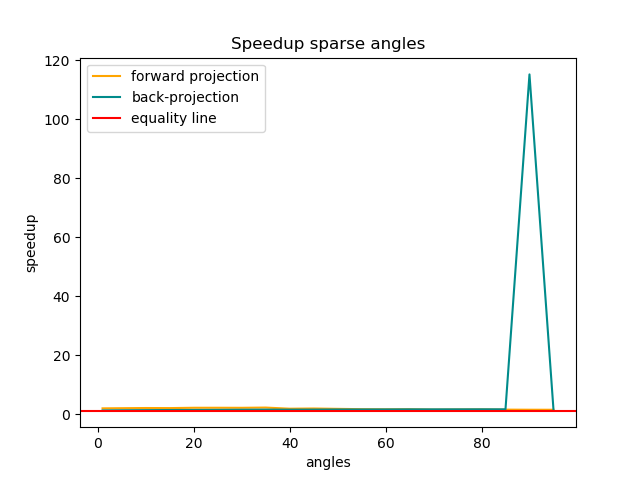 Speedup sparse angles
forward projection
back-projection
equality line
120
100
80
60
40
20
0
speedup
0 20 40 60 80
angles